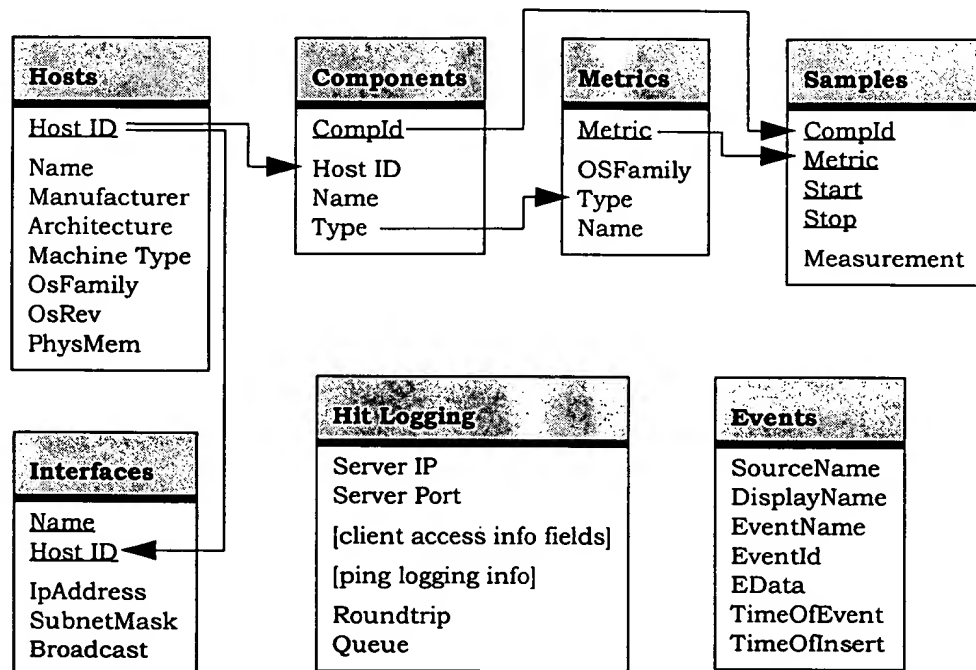 Hosts
Host ID
Name
Manufacturer
Architecture
Machine Type
OsFamily
OsRev
PhysMem
Components
CompId
Host ID
Name
Type
Metrics
Metric
OSFamily
Type
Name
Samples
CompId
Metric
Start
Stop
Measurement
Interfaces
Name
Host ID
IpAddress
SubnetMask
Broadcast
Hit Logging
Server IP
Server Port
[client access info fields]
[ping logging info]
Roundtrip
Queue
Events
SourceName
DisplayName
EventName
EventId
EData
TimeOfEvent
TimeOfInsert